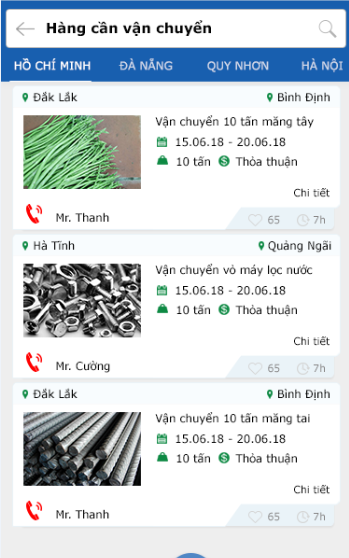 Hàng cần vận chuyển
HỒ CHÍ MINH ĐÀ NẴNG QUY NHƠN HÀ NỘI
Đắk Lắk Bình Định
Vận chuyển 10 tấn măng tây
15.06.18 - 20.06.18
10 tấn Thỏa thuận
Chi tiết
Mr. Thanh 65 7h
Hà Tĩnh Quảng Ngãi
Vận chuyển vỏ máy lọc nước
15.06.18 - 20.06.18
10 tấn Thỏa thuận
Chi tiết
Mr. Cường 65 7h
Đắk Lắk Bình Định
Vận chuyển 10 tấn măng tai
15.06.18 - 20.06.18
10 tấn Thỏa thuận
Chi tiết
Mr. Thanh 65 7h